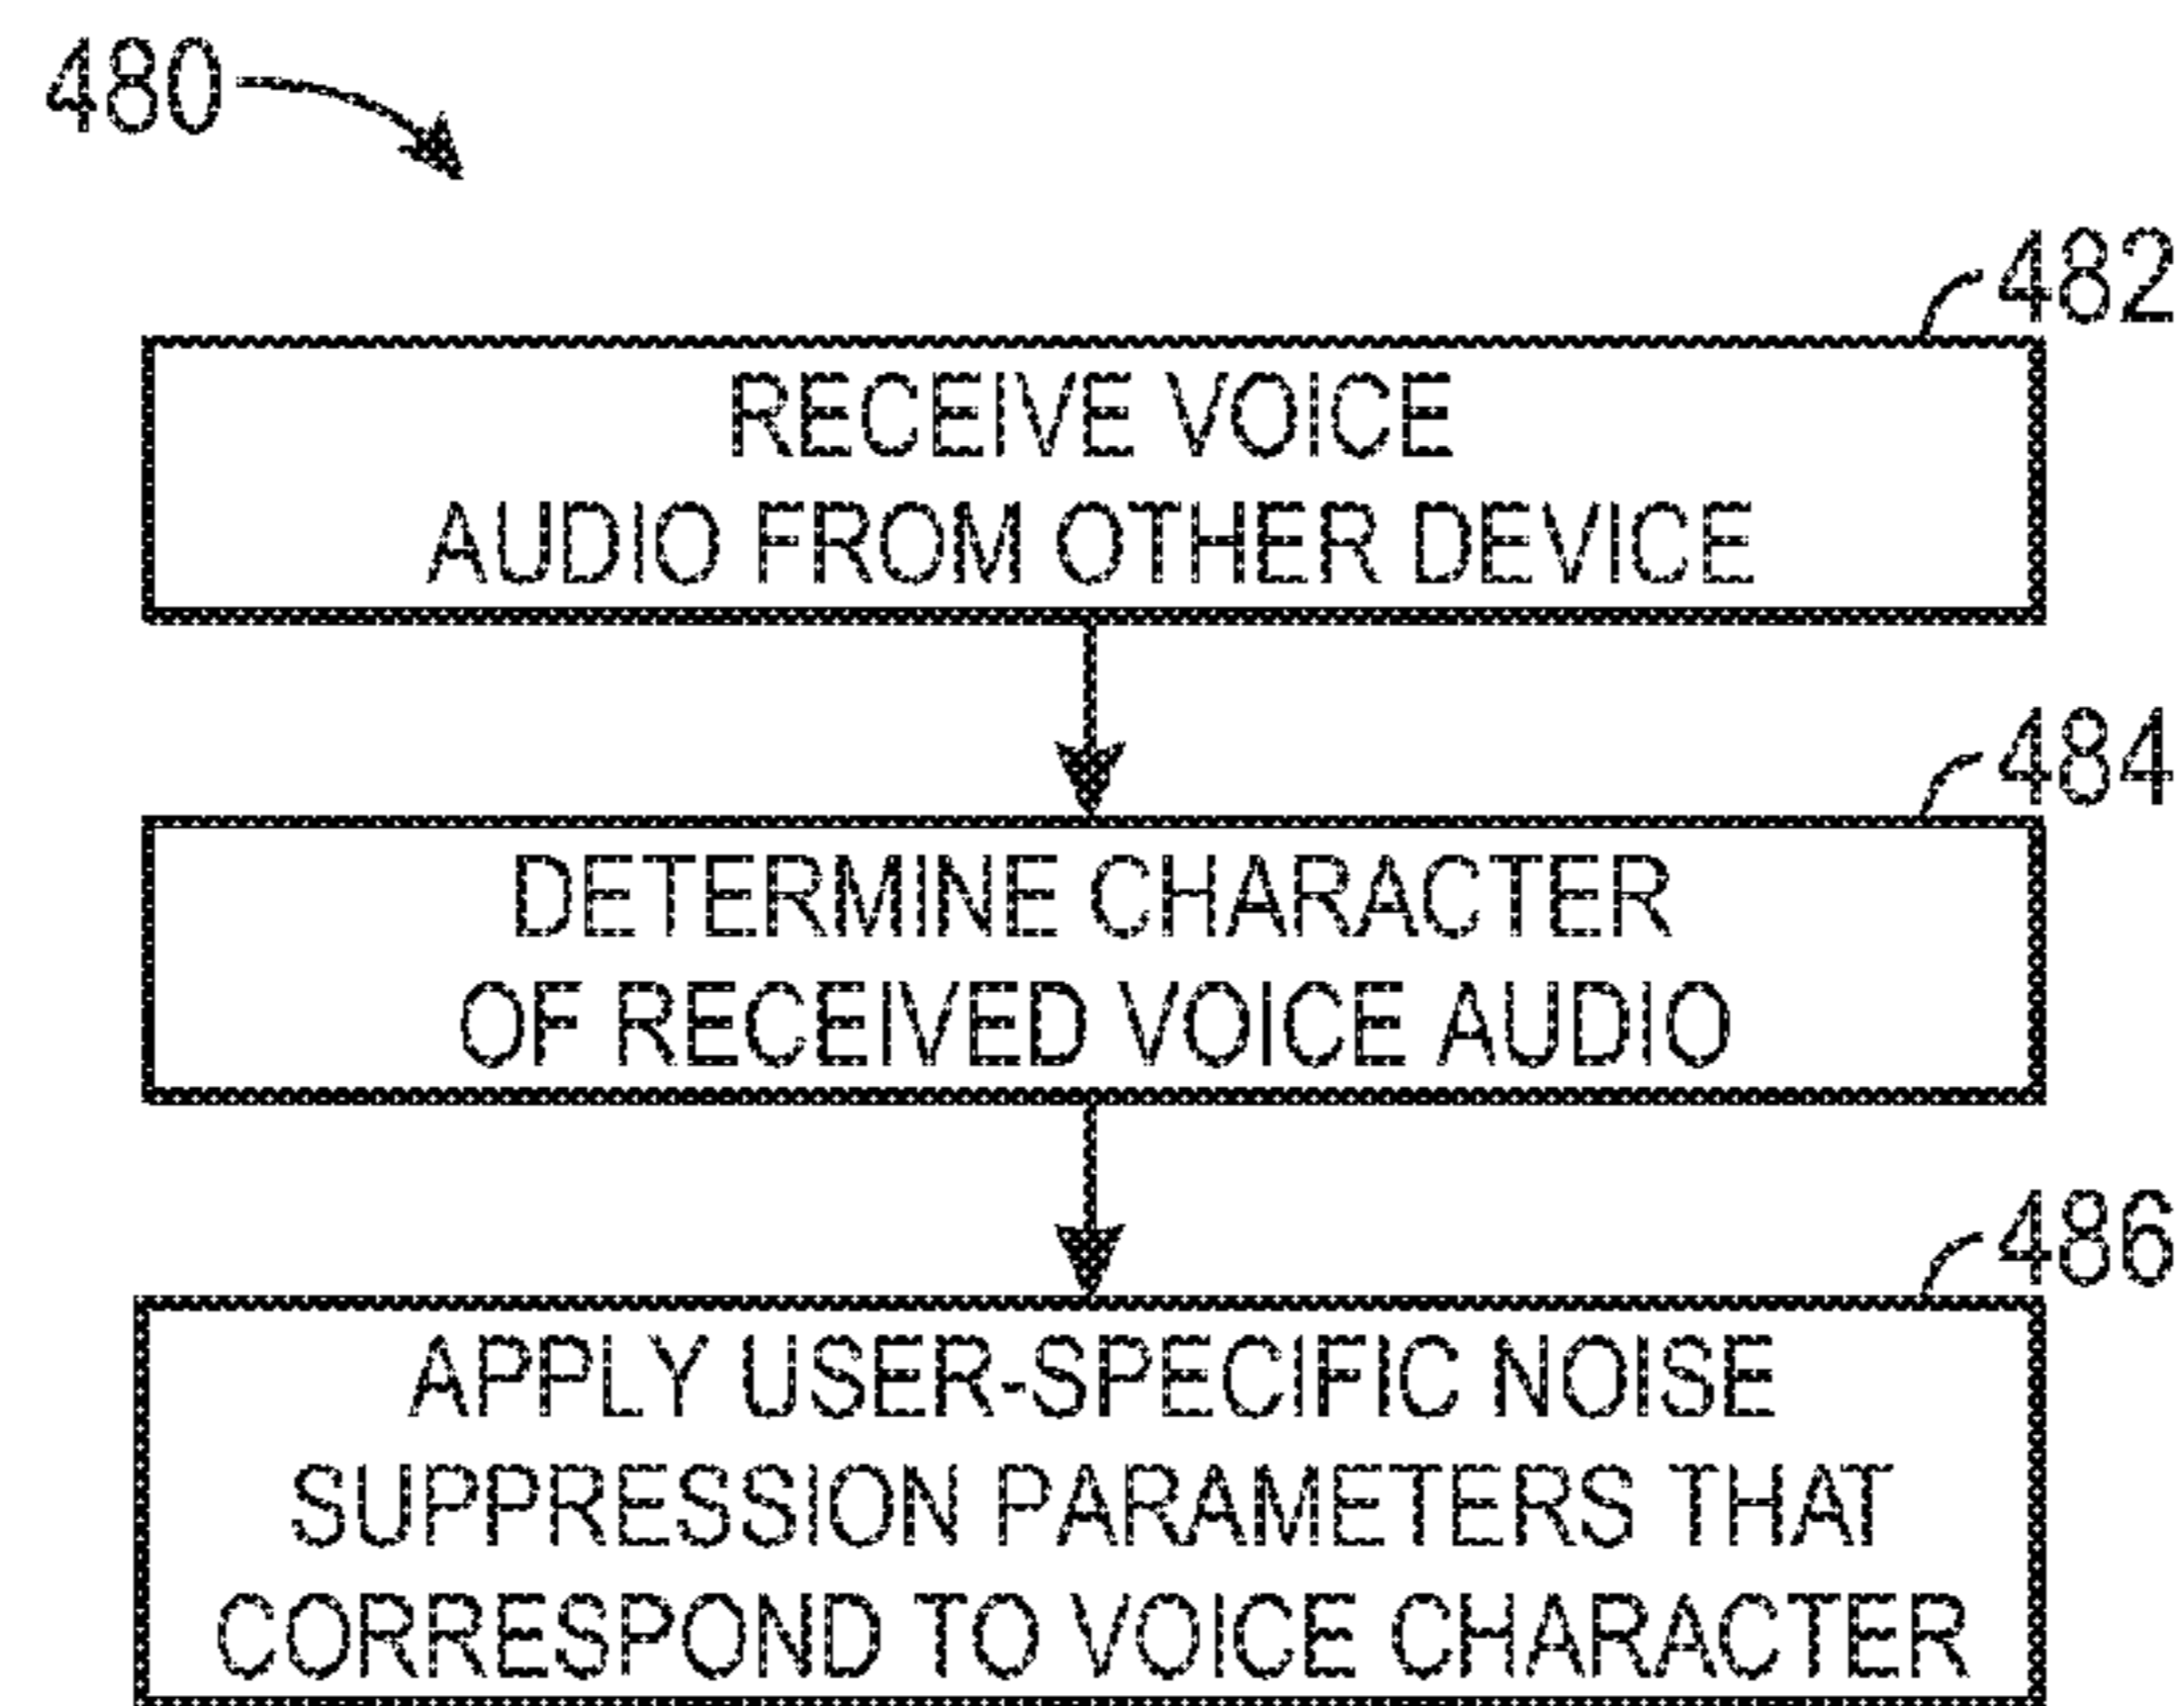 480
482
RECEIVE VOICE
AUDIO FROM OTHER DEVICE
484
DETERMINE CHARACTER
OF RECEIVED VOICE AUDIO
486
APPLY USER-SPECIFIC NOISE
SUPPRESSION PARAMETERS THAT
CORRESPOND TO VOICE CHARACTER